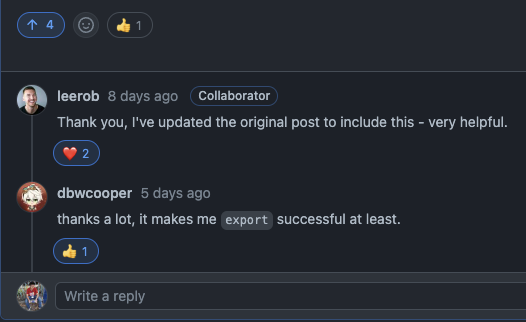 ↑ 4 👍 1
leerob 8 days ago Collaborator
Thank you, I've updated the original post to include this - very helpful.
❤️ 2
dbwcooper 5 days ago
thanks a lot, it makes me export successful at least.
👍 1
Write a reply